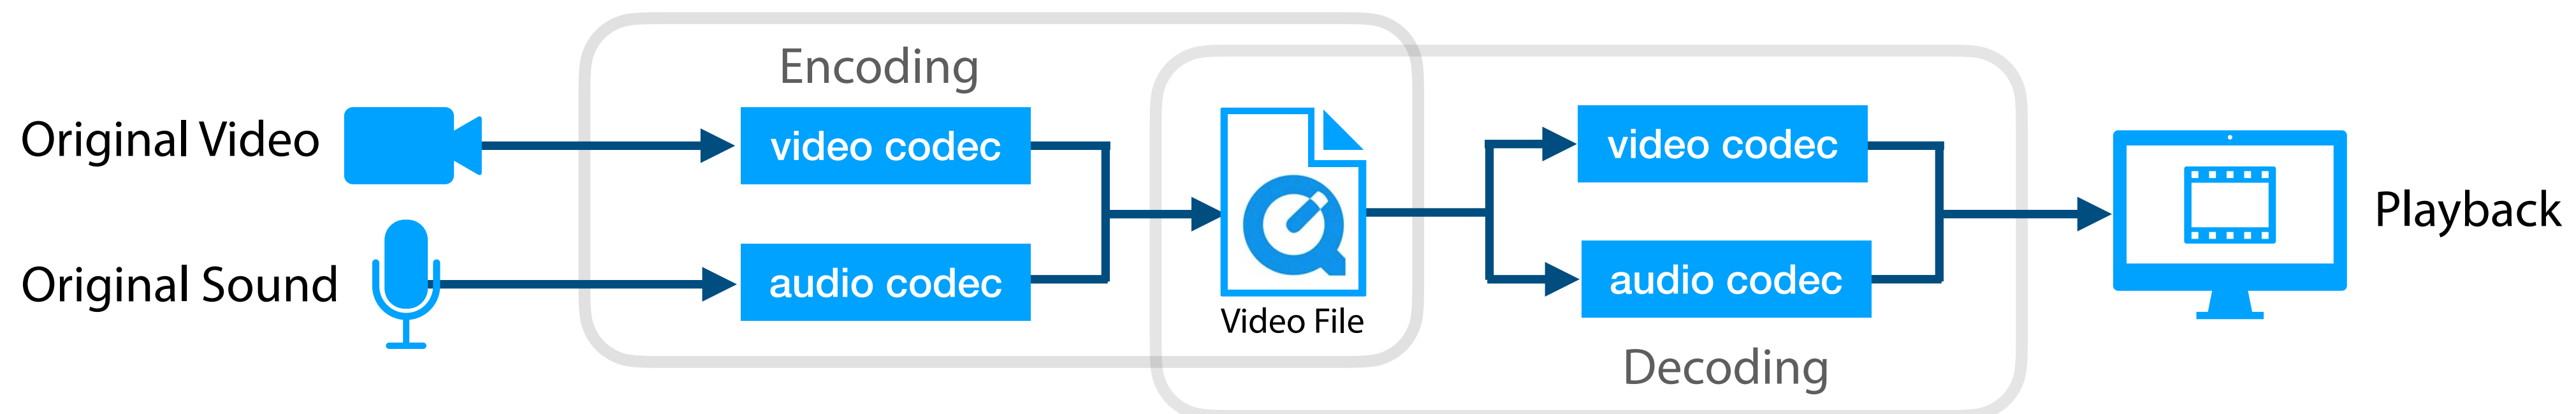 Encoding
Original Video
video codec
video codec
Original Sound
audio codec
audio codec
Video File
Playback
Decoding